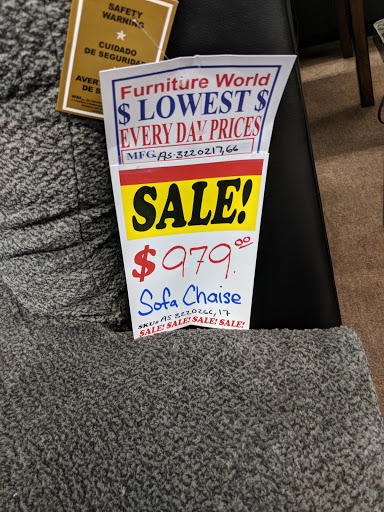 SAFETY
WARNING
CUIDADO
DE SEGURIDAD
Furniture World
$ LOWEST $
EVERY DAY PRICES
MFG. AS-3220217,66
SALE!
$979.00
Sofa Chaise
SKU# AS 3220266,17
SALE! SALE! SALE! SALE!